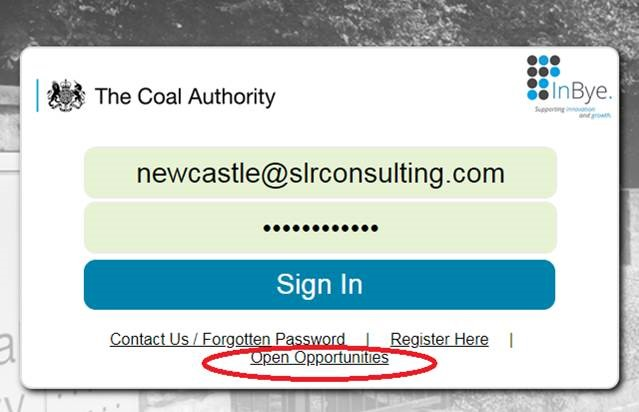 The Coal Authority
InBye.
Supporting innovation
and growth.
newcastle@slrconsulting.com
••••••••••••
Sign In
Contact Us / Forgotten Password | Register Here |
Open Opportunities
a